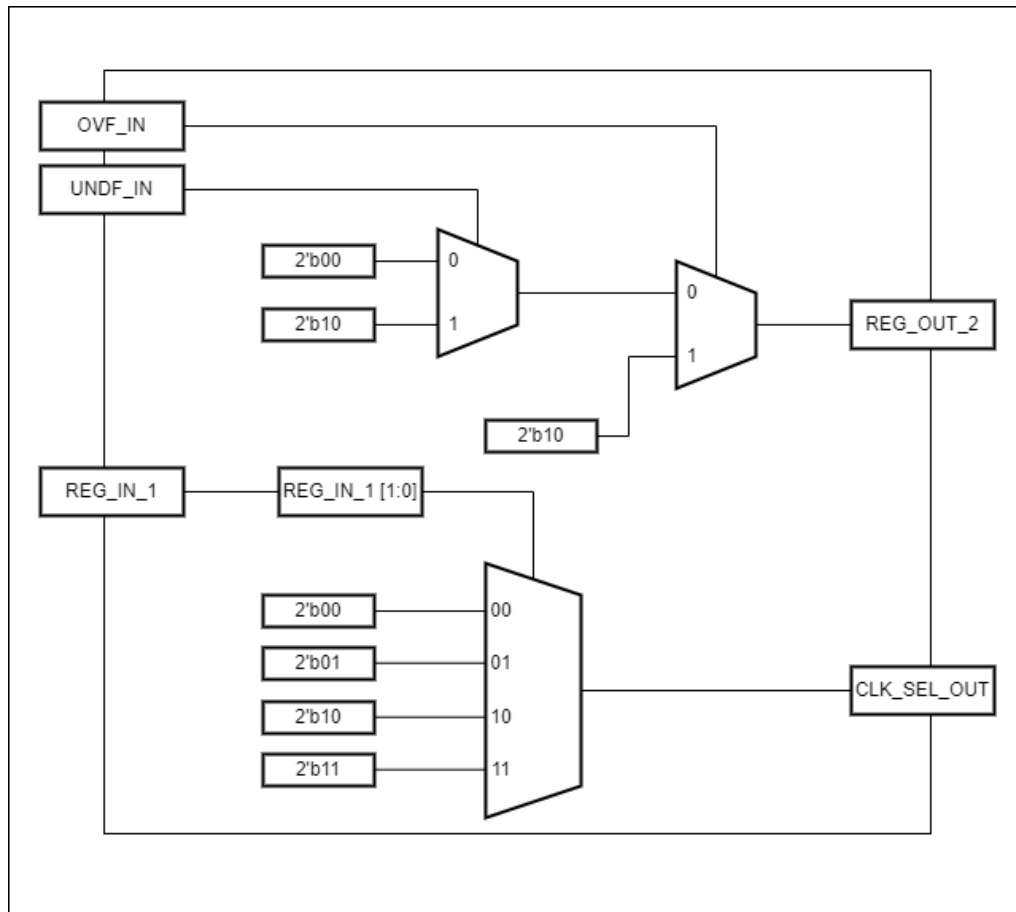 OVF_IN
UNDF_IN
2'b00
0
2'b10
1
0
1
REG_OUT_2
2'b10
REG_IN_1
REG_IN_1 [1:0]
2'b00
00
2'b01
01
2'b10
10
2'b11
11
CLK_SEL_OUT